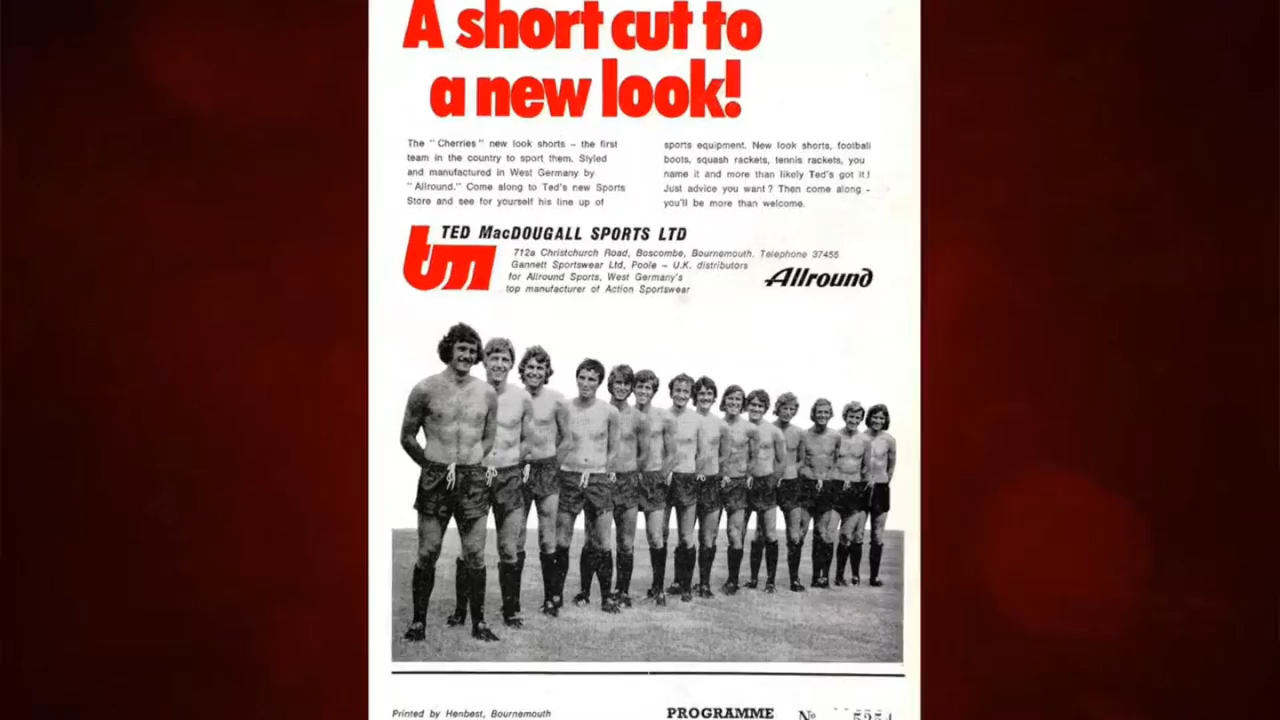 A short cut to
a new look!
The "Cherries" new look shorts – the first
team in the country to sport them. Styled
and manufactured in West Germany by
"Allround." Come along to Ted's new Sports
Store and see for yourself his line up of
sports equipment. New look shorts, football
boots, squash rackets, tennis rackets, you
name it and more than likely Ted's got it!
Just advice you want? Then come along –
you'll be more than welcome.
tm
TED MacDOUGALL SPORTS LTD
712a Christchurch Road, Boscombe, Bournemouth. Telephone 37455
Gannett Sportswear Ltd, Poole – U.K. distributors
for Allround Sports, West Germany's
top manufacturer of Action Sportswear
Allround
Printed by Henbest, Bournemouth
PROGRAMME No